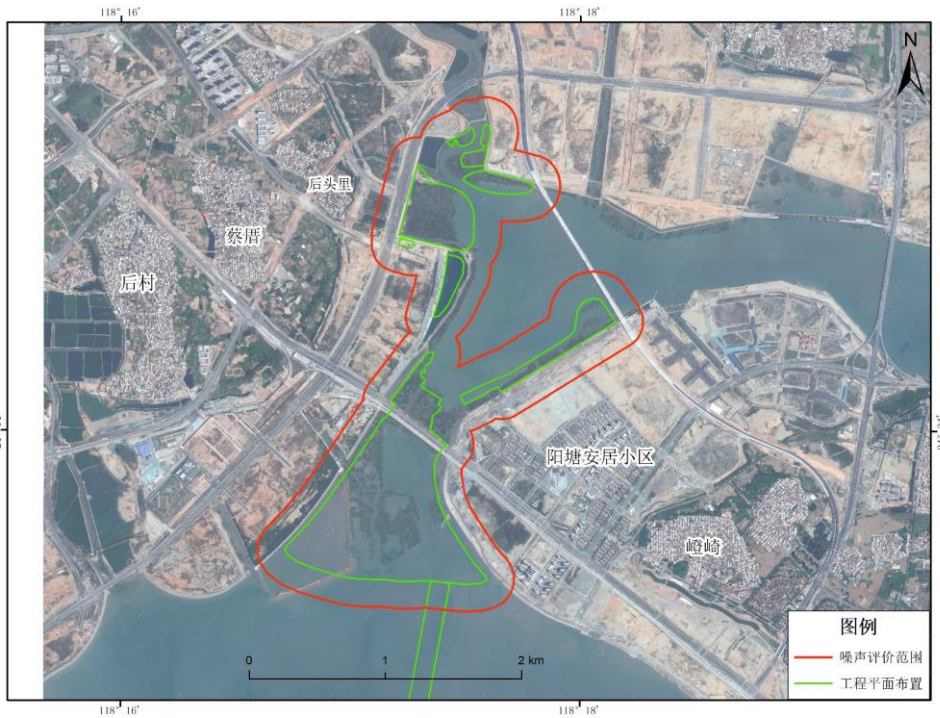 118° 16′
118° 18′
N
后头里
蔡厝
后村
阳塘安居小区
嶝崎
图例
噪声评价范围
工程平面布置
0 1 2 km
118° 16′
118° 18′